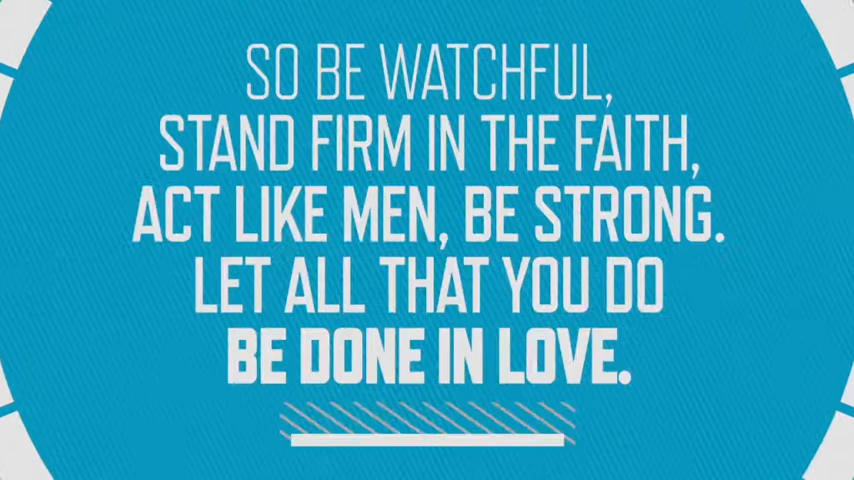 SO BE WATCHFUL,
STAND FIRM IN THE FAITH,
ACT LIKE MEN, BE STRONG.
LET ALL THAT YOU DO
BE DONE IN LOVE.